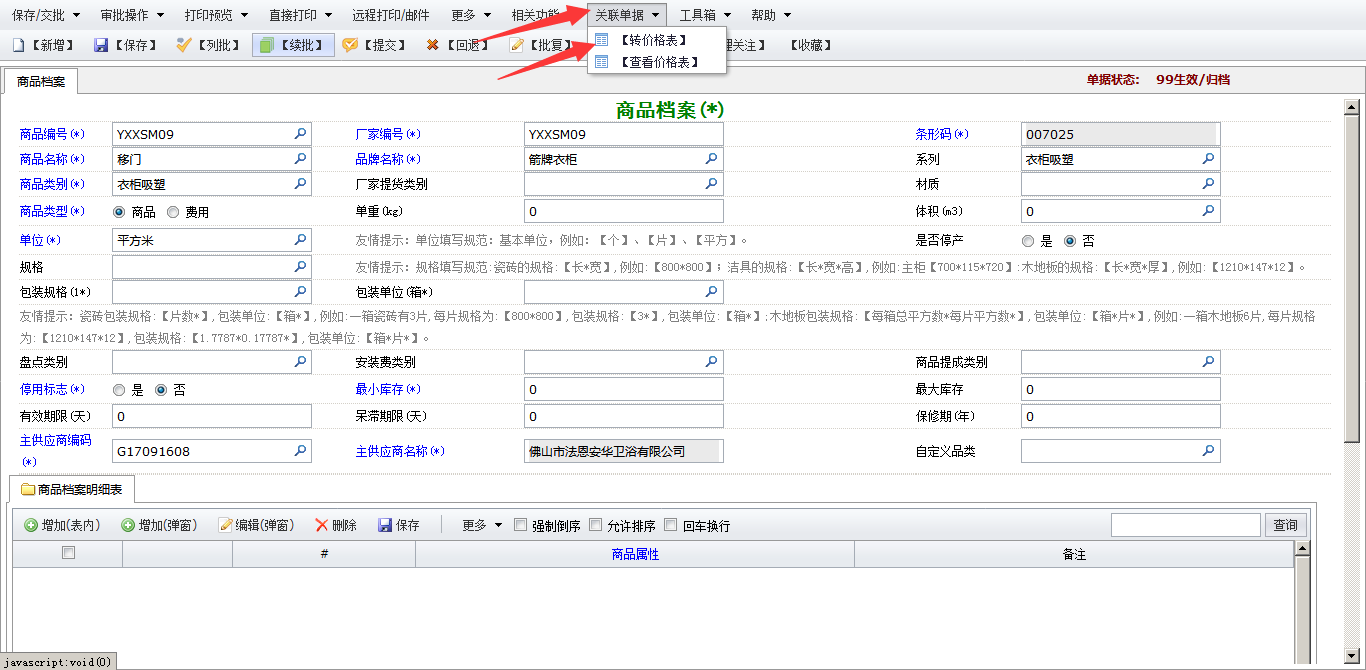 保存/交批 审批操作 打印预览 直接打印 远程打印/邮件 更多 相关功能 关联单据 工具箱 帮助
【新增】 【保存】 【列批】 【续批】 【提交】 【回退】 【批复】 关注】 【收藏】
【转价格表】
【查看价格表】
商品档案 单据状态: 99生效/归档
商品档案(*)
商品编号(*) YXXSM09 厂家编号(*) YXXSM09 条形码(*) 007025
商品名称(*) 移门 品牌名称(*) 箭牌衣柜 系列 衣柜吸塑
商品类别(*) 衣柜吸塑 厂家提货类别 材质
商品类型(*) 商品 费用 单重(kg) 0 体积(m3) 0
单位(*) 平方米 友情提示: 单位填写规范: 基本单位，例如: 【个】、【片】、【平方】。 是否停产 是 否
规格 友情提示: 规格填写规范:瓷砖的规格:【长*宽】,例如:【800*800】; 洁具的规格:【长*宽*高】,例如:主柜【700*115*720】:木地板的规格:【长*宽*厚】,例如:【1210*147*12】。
包装规格(1*) 包装单位(箱*)
友情提示: 瓷砖包装规格:【片数*】,包装单位:【箱*】,例如:一箱瓷砖有3片,每片规格为:【800*800】,包装规格:【3*】,包装单位:【箱*】;木地板包装规格:【每箱总平方数*每片平方数*】,包装单位:【箱*片*】,例如:一箱木地板6片,每片规格
为:【1210*147*12】,包装规格:【1.7787*0.17787*】,包装单位:【箱*片*】。
盘点类别 安装费类别 商品提成类别
停用标志(*) 是 否 最小库存(*) 0 最大库存 0
有效期限(天) 0 呆滞期限(天) 0 保修期(年) 0
主供应商编码
(*) G17091608 主供应商名称(*) 佛山市法恩安华卫浴有限公司 自定义品类
商品档案明细表
增加(表内) 增加(弹窗) 编辑(弹窗) 删除 保存 更多 强制倒序 允许排序 回车换行 查询
# 商品属性 备注
javascript:void(0)